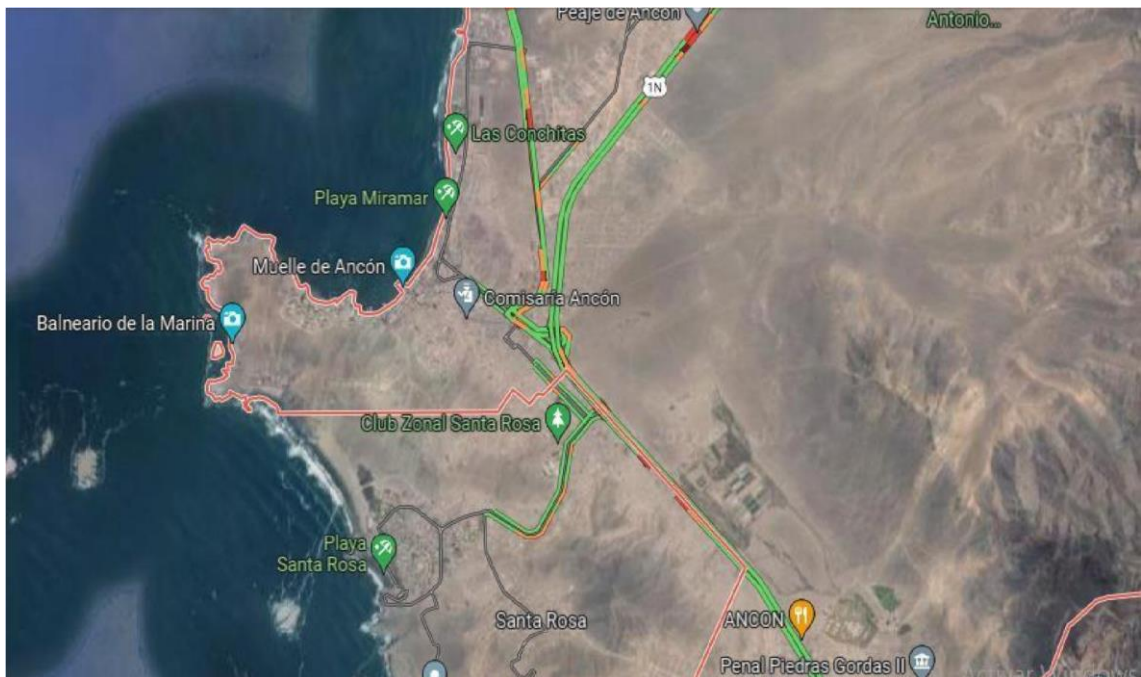 Peaje de Ancón
Antonio...
1N
Las Conchitas
Playa Miramar
Muelle de Ancón
Comisaría Ancón
Balneario de la Marina
Club Zonal Santa Rosa
Playa
Santa Rosa
Santa Rosa
ANCON
Penal Piedras Gordas II